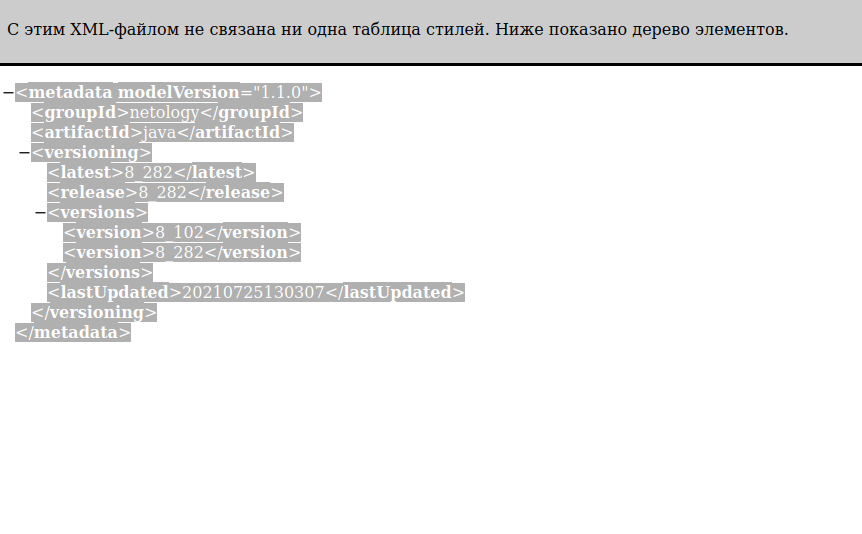 С этим XML-файлом не связана ни одна таблица стилей. Ниже показано дерево элементов.
−<metadata modelVersion="1.1.0">
<groupId>netology</groupId>
<artifactId>java</artifactId>
−<versioning>
<latest>8_282</latest>
<release>8_282</release>
−<versions>
<version>8_102</version>
<version>8_282</version>
</versions>
<lastUpdated>20210725130307</lastUpdated>
</versioning>
</metadata>